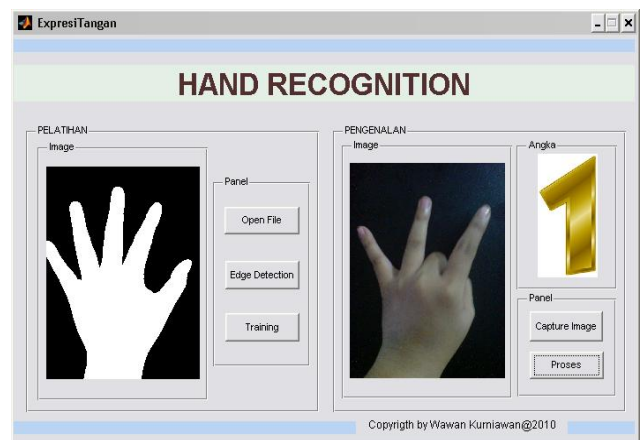 ExpresiTangan
HAND RECOGNITION
PELATIHAN
Image
Panel
Open File
Edge Detection
Training
PENGENALAN
Image
Angka
1
Panel
Capture Image
Proses
Copyrigth by Wawan Kurniawan@2010